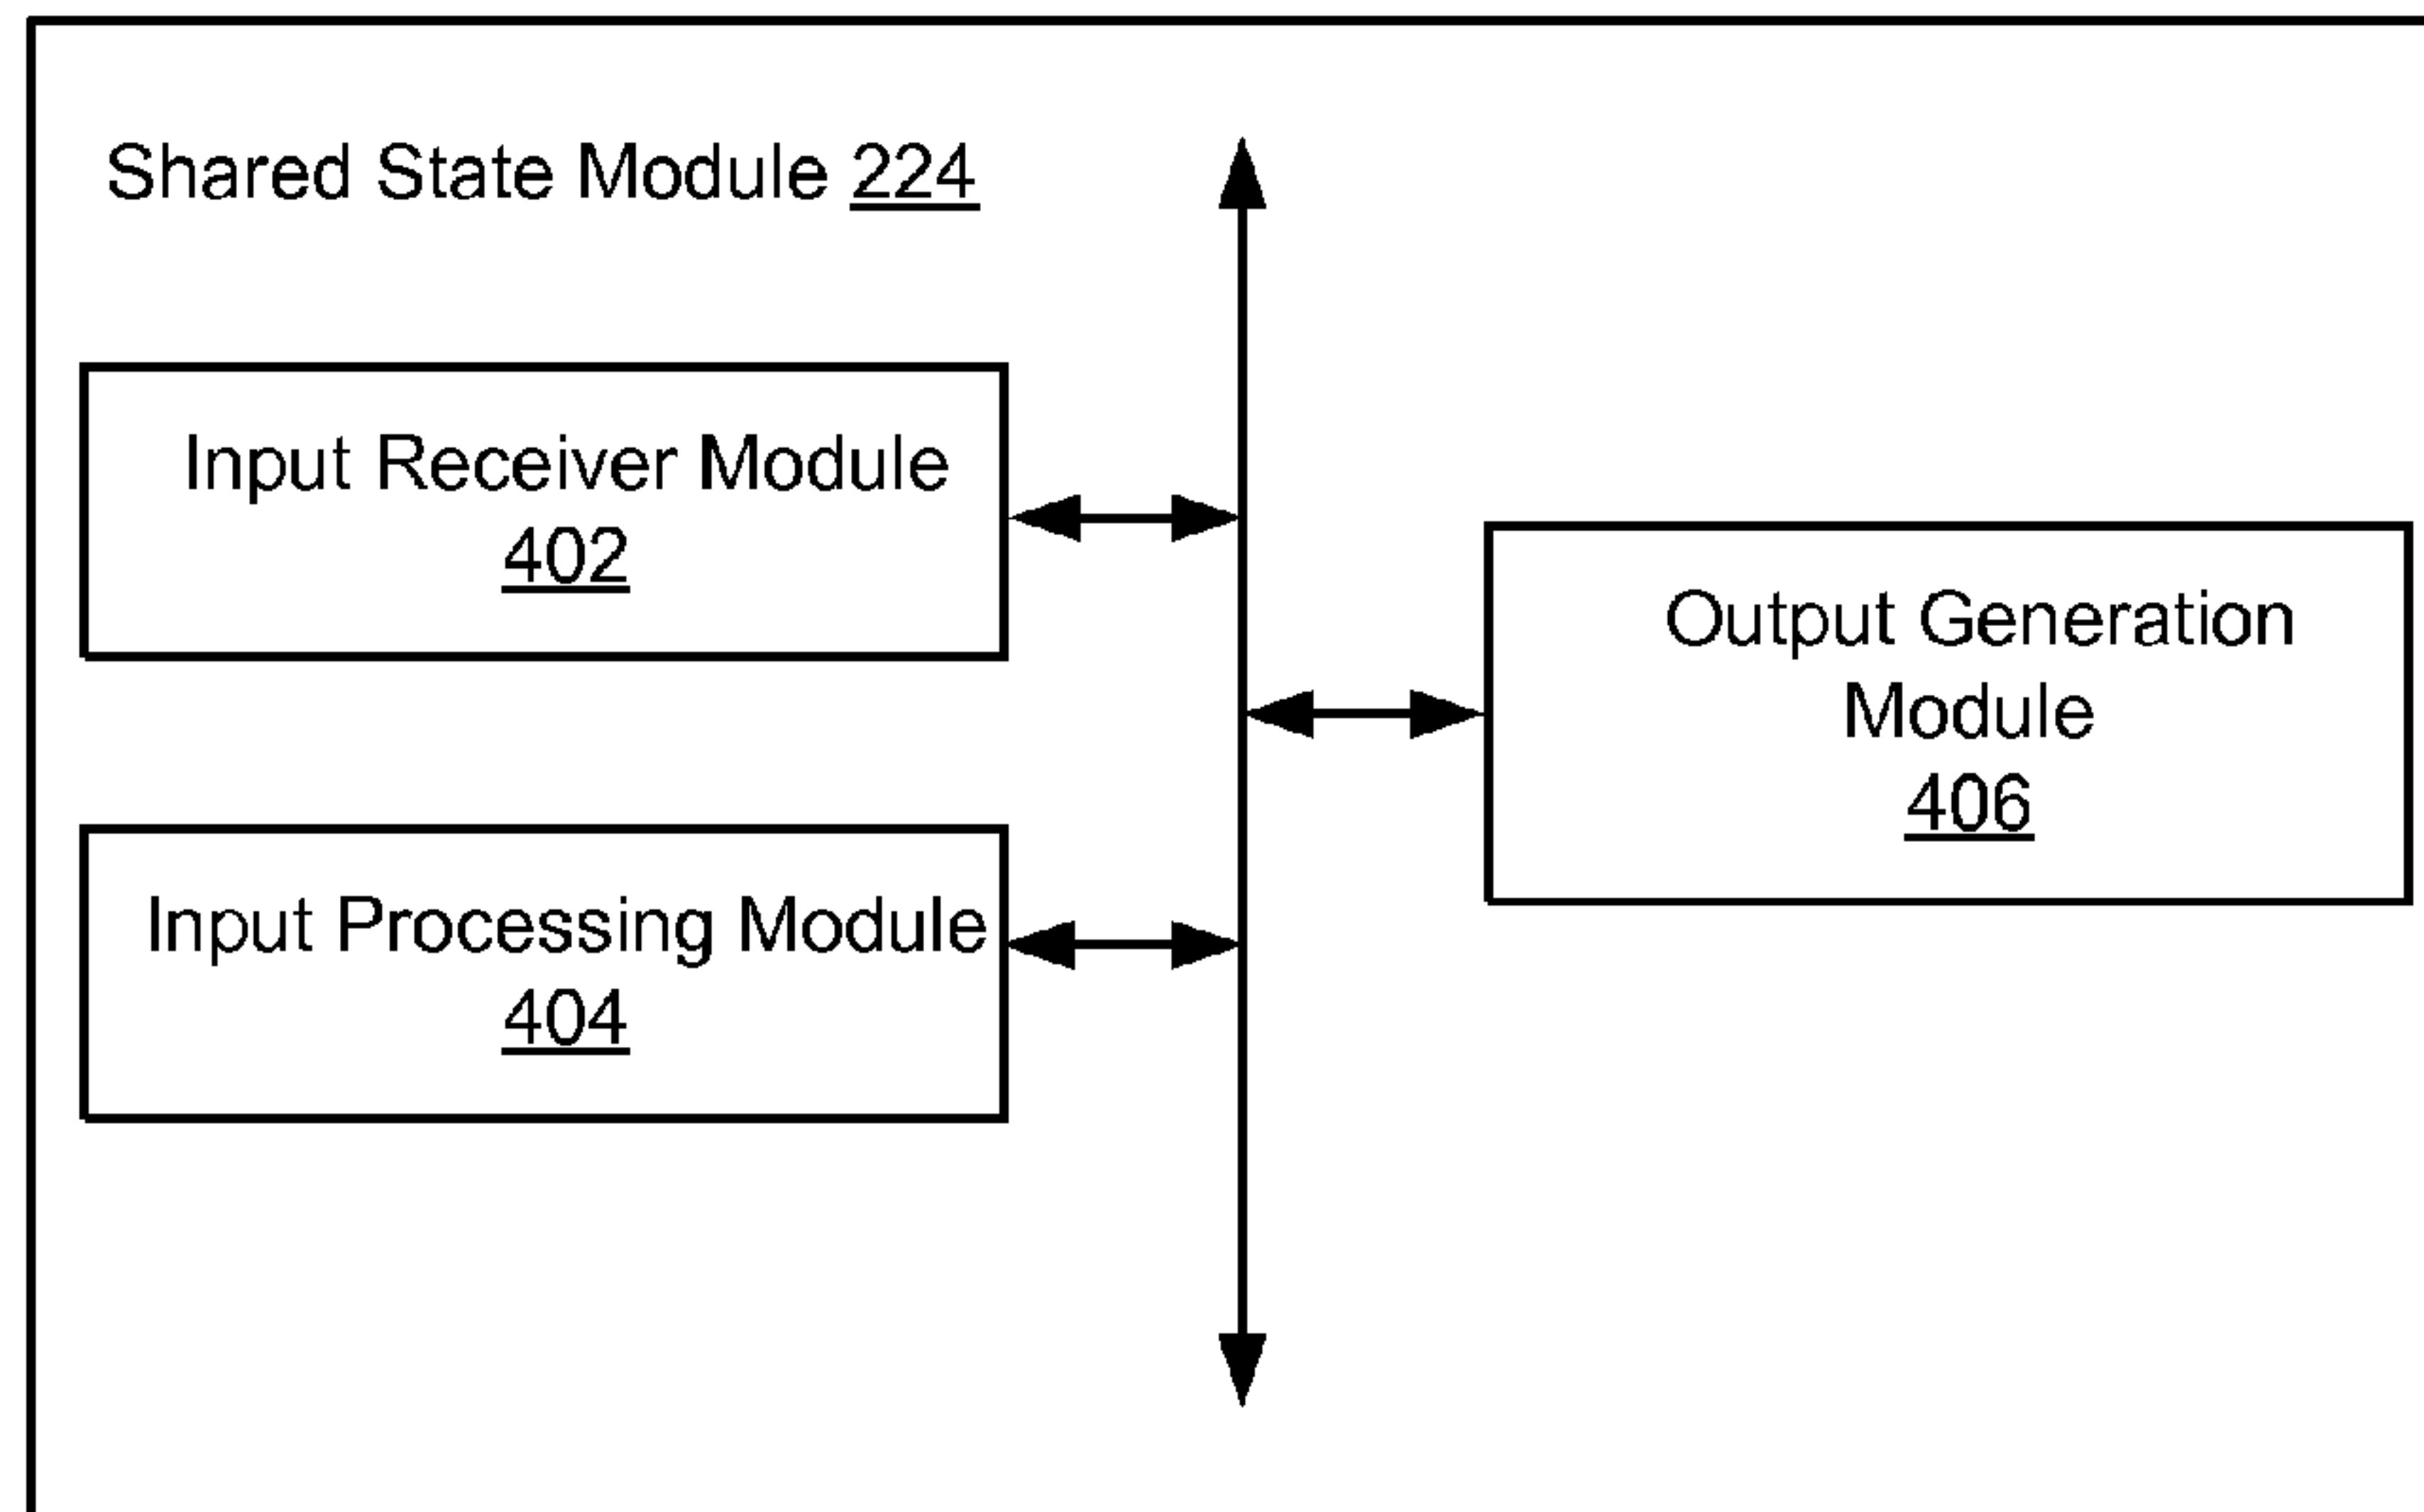 Shared State Module 224
Input Receiver Module
402
Output Generation
Module
406
Input Processing Module
404